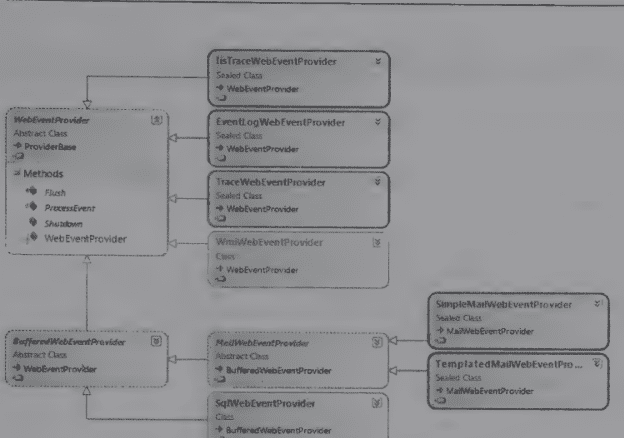 IisTraceWebEventProvider
Sealed Class
WebEventProvider
WebEventProvider
Abstract Class
ProviderBase
Methods
Flush
ProcessEvent
Shutdown
WebEventProvider
EventLogWebEventProvider
Sealed Class
WebEventProvider
TraceWebEventProvider
Sealed Class
WebEventProvider
WmiWebEventProvider
Class
WebEventProvider
BufferedWebEventProvider
Abstract Class
WebEventProvider
MailWebEventProvider
Abstract Class
BufferedWebEventProvider
SqlWebEventProvider
Class
BufferedWebEventProvider
SimpleMailWebEventProvider
Sealed Class
MailWebEventProvider
TemplatedMailWebEventPro...
Sealed Class
MailWebEventProvider